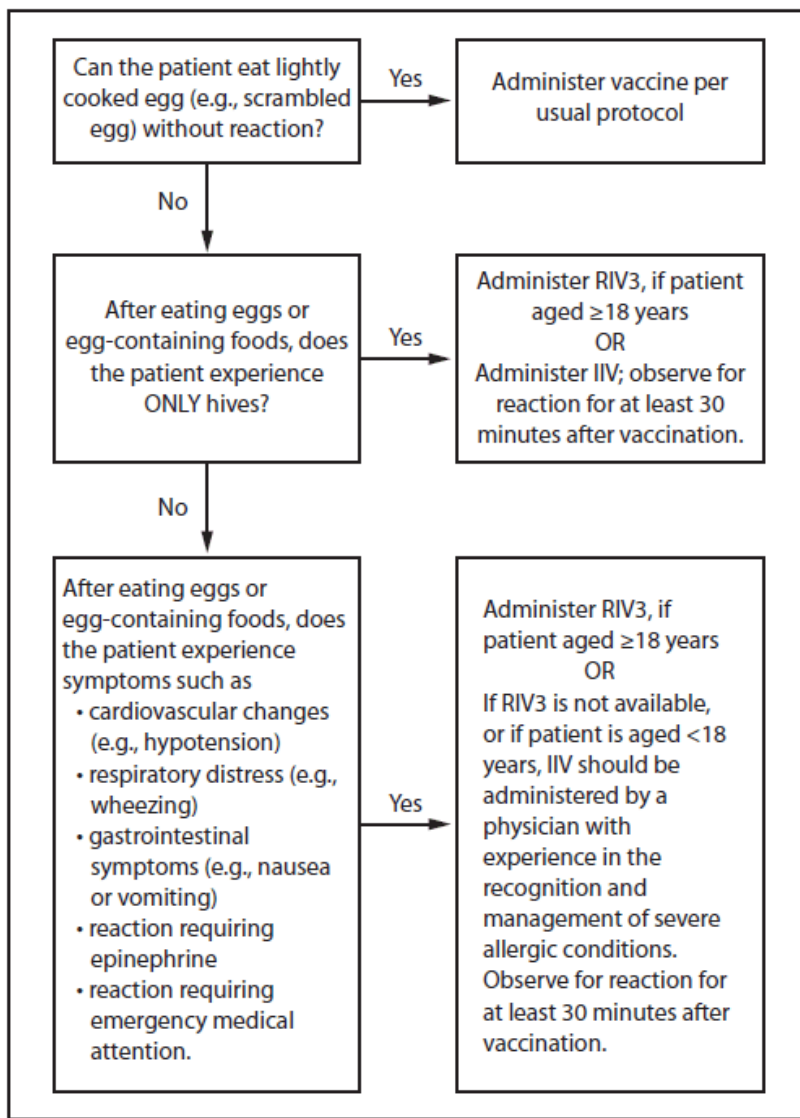 Can the patient eat lightly
cooked egg (e.g., scrambled
egg) without reaction?
Yes
Administer vaccine per
usual protocol
No
After eating eggs or
egg-containing foods, does
the patient experience
ONLY hives?
Yes
Administer RIV3, if patient
aged ≥18 years
OR
Administer IIV; observe for
reaction for at least 30
minutes after vaccination.
No
After eating eggs or
egg-containing foods, does
the patient experience
symptoms such as
• cardiovascular changes
(e.g., hypotension)
• respiratory distress (e.g.,
wheezing)
• gastrointestinal
symptoms (e.g., nausea
or vomiting)
• reaction requiring
epinephrine
• reaction requiring
emergency medical
attention.
Yes
Administer RIV3, if
patient aged ≥18 years
OR
If RIV3 is not available,
or if patient is aged <18
years, IIV should be
administered by a
physician with
experience in the
recognition and
management of severe
allergic conditions.
Observe for reaction for
at least 30 minutes after
vaccination.